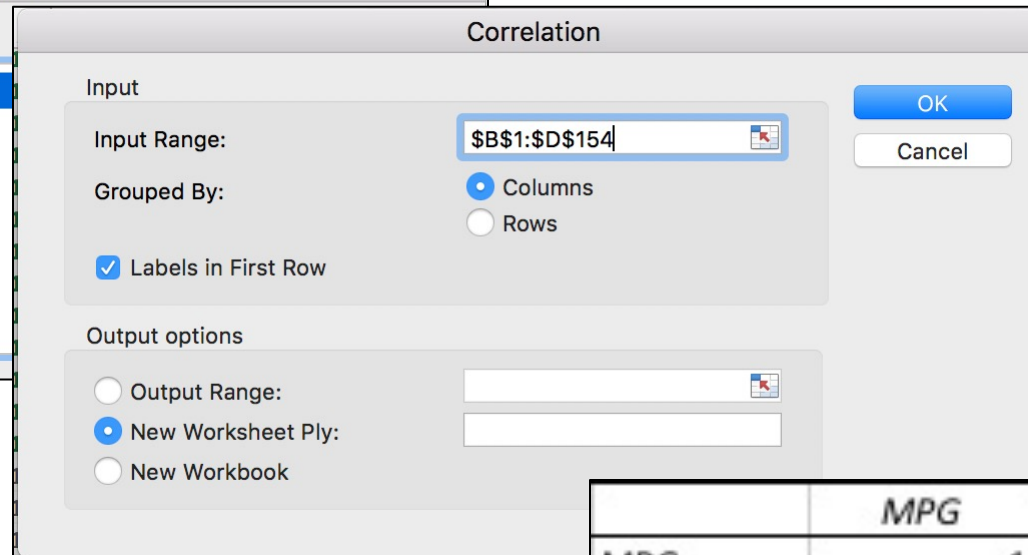 Correlation
Input
Input Range: $B$1:$D$154
Grouped By: Columns
Rows
Labels in First Row
OK
Cancel
Output options
Output Range:
New Worksheet Ply:
New Workbook
MPG